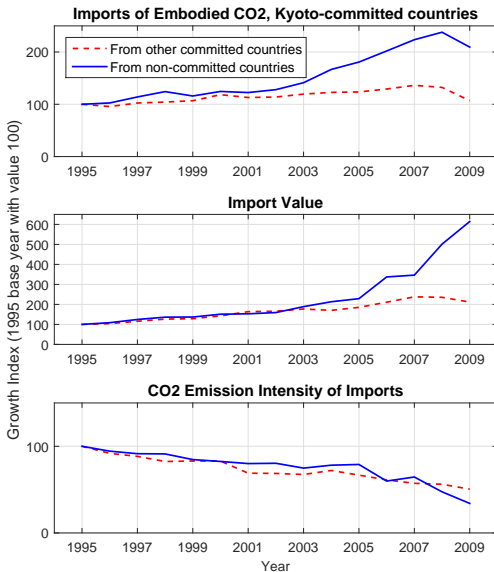 Imports of Embodied CO2, Kyoto-committed countries
From other committed countries
From non-committed countries
200
100
0
1995 1997 1999 2001 2003 2005 2007 2009
Growth Index (1995 base year with value 100)
Import Value
600
500
400
300
200
100
0
1995 1997 1999 2001 2003 2005 2007 2009
CO2 Emission Intensity of Imports
100
0
1995 1997 1999 2001 2003 2005 2007 2009
Year